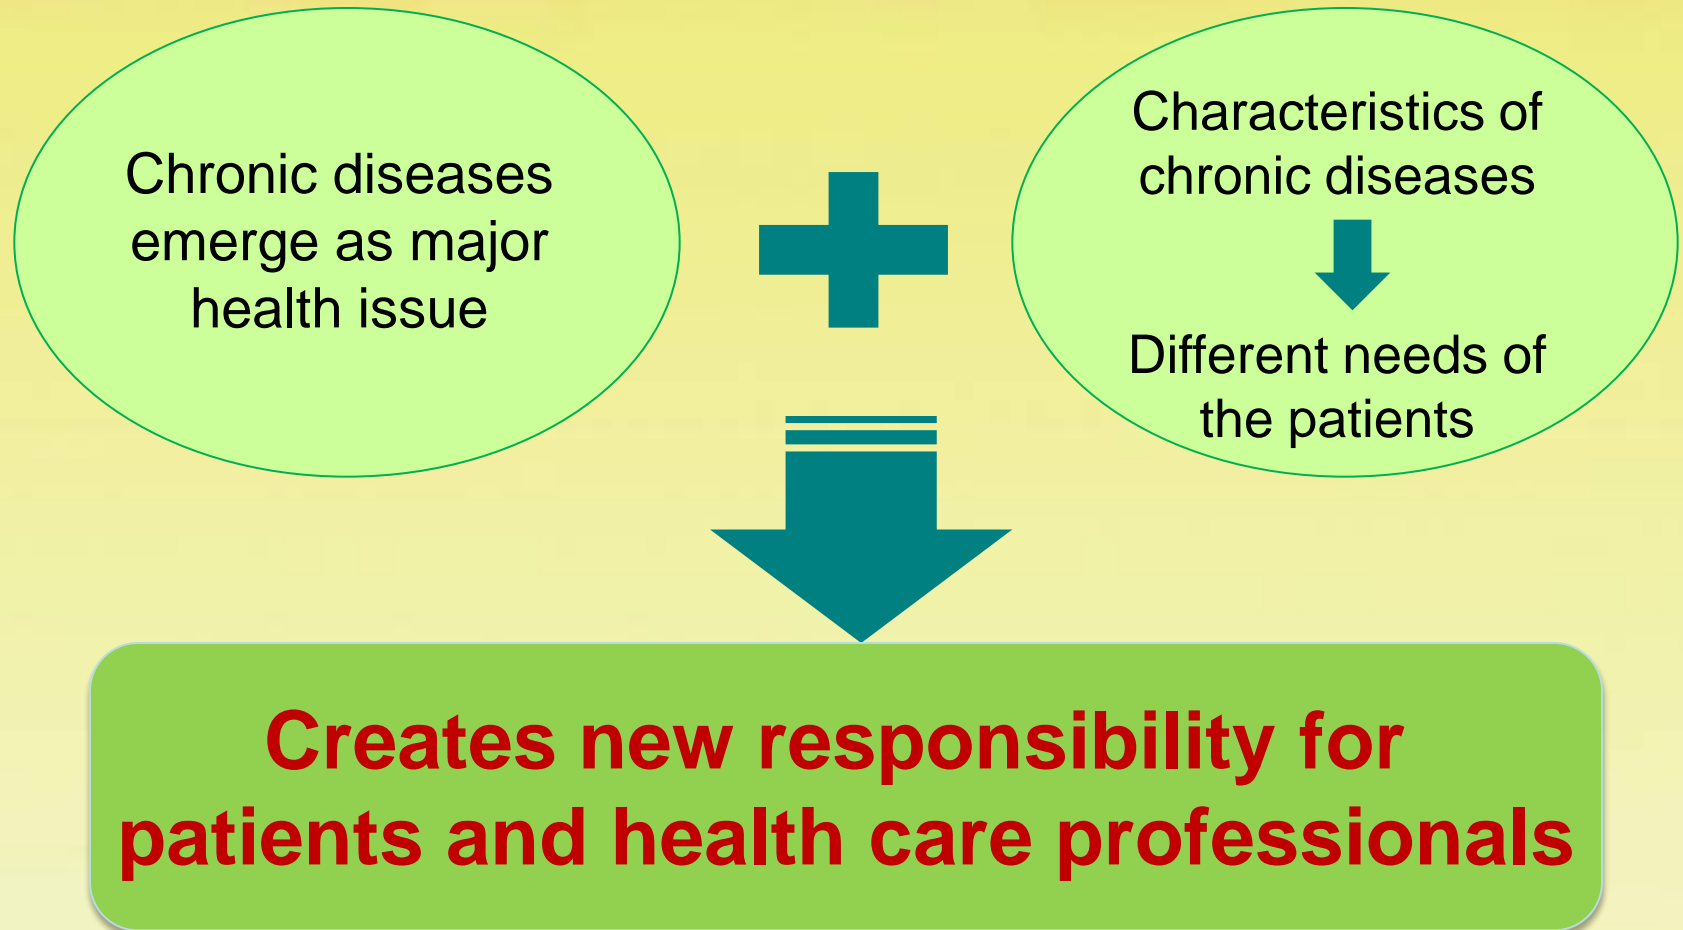 Chronic diseases
emerge as major
health issue
Characteristics of
chronic diseases
Different needs of
the patients
Creates new responsibility for
patients and health care professionals